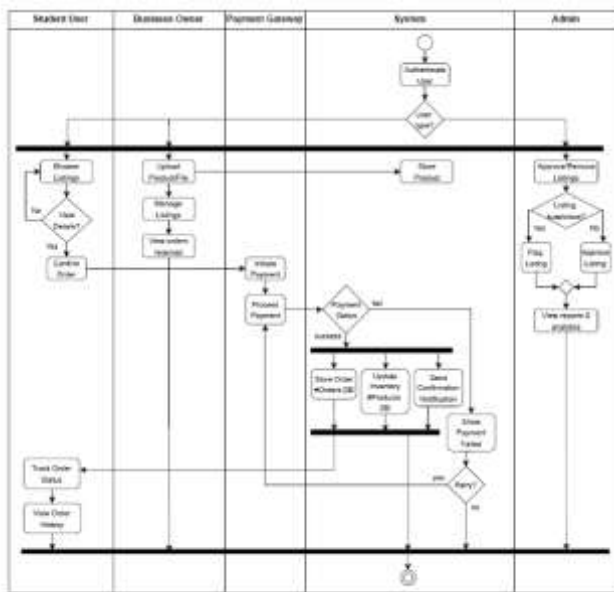 Student User
Business Owner
Payment Gateway
System
Admin
Authenticate
User
User
type?
Browse
Listings
Upload
Product/File
Store
Product
Approve/Remove
Listings
Manage
Listings
View
Details?
No
Yes
Listing
suspicious?
Yes
No
View orders
received
Confirm
Order
Initiate
Payment
Flag
Listing
Approve
Listing
Process
Payment
Payment
Status
fail
success
View reports &
analytics
Store Order
Orders DB
Update
Inventory
Products
DB
Send
Confirmation
Notification
Show
Payment
Failed
Track Order
Status
yes
Retry?
no
View Order
History